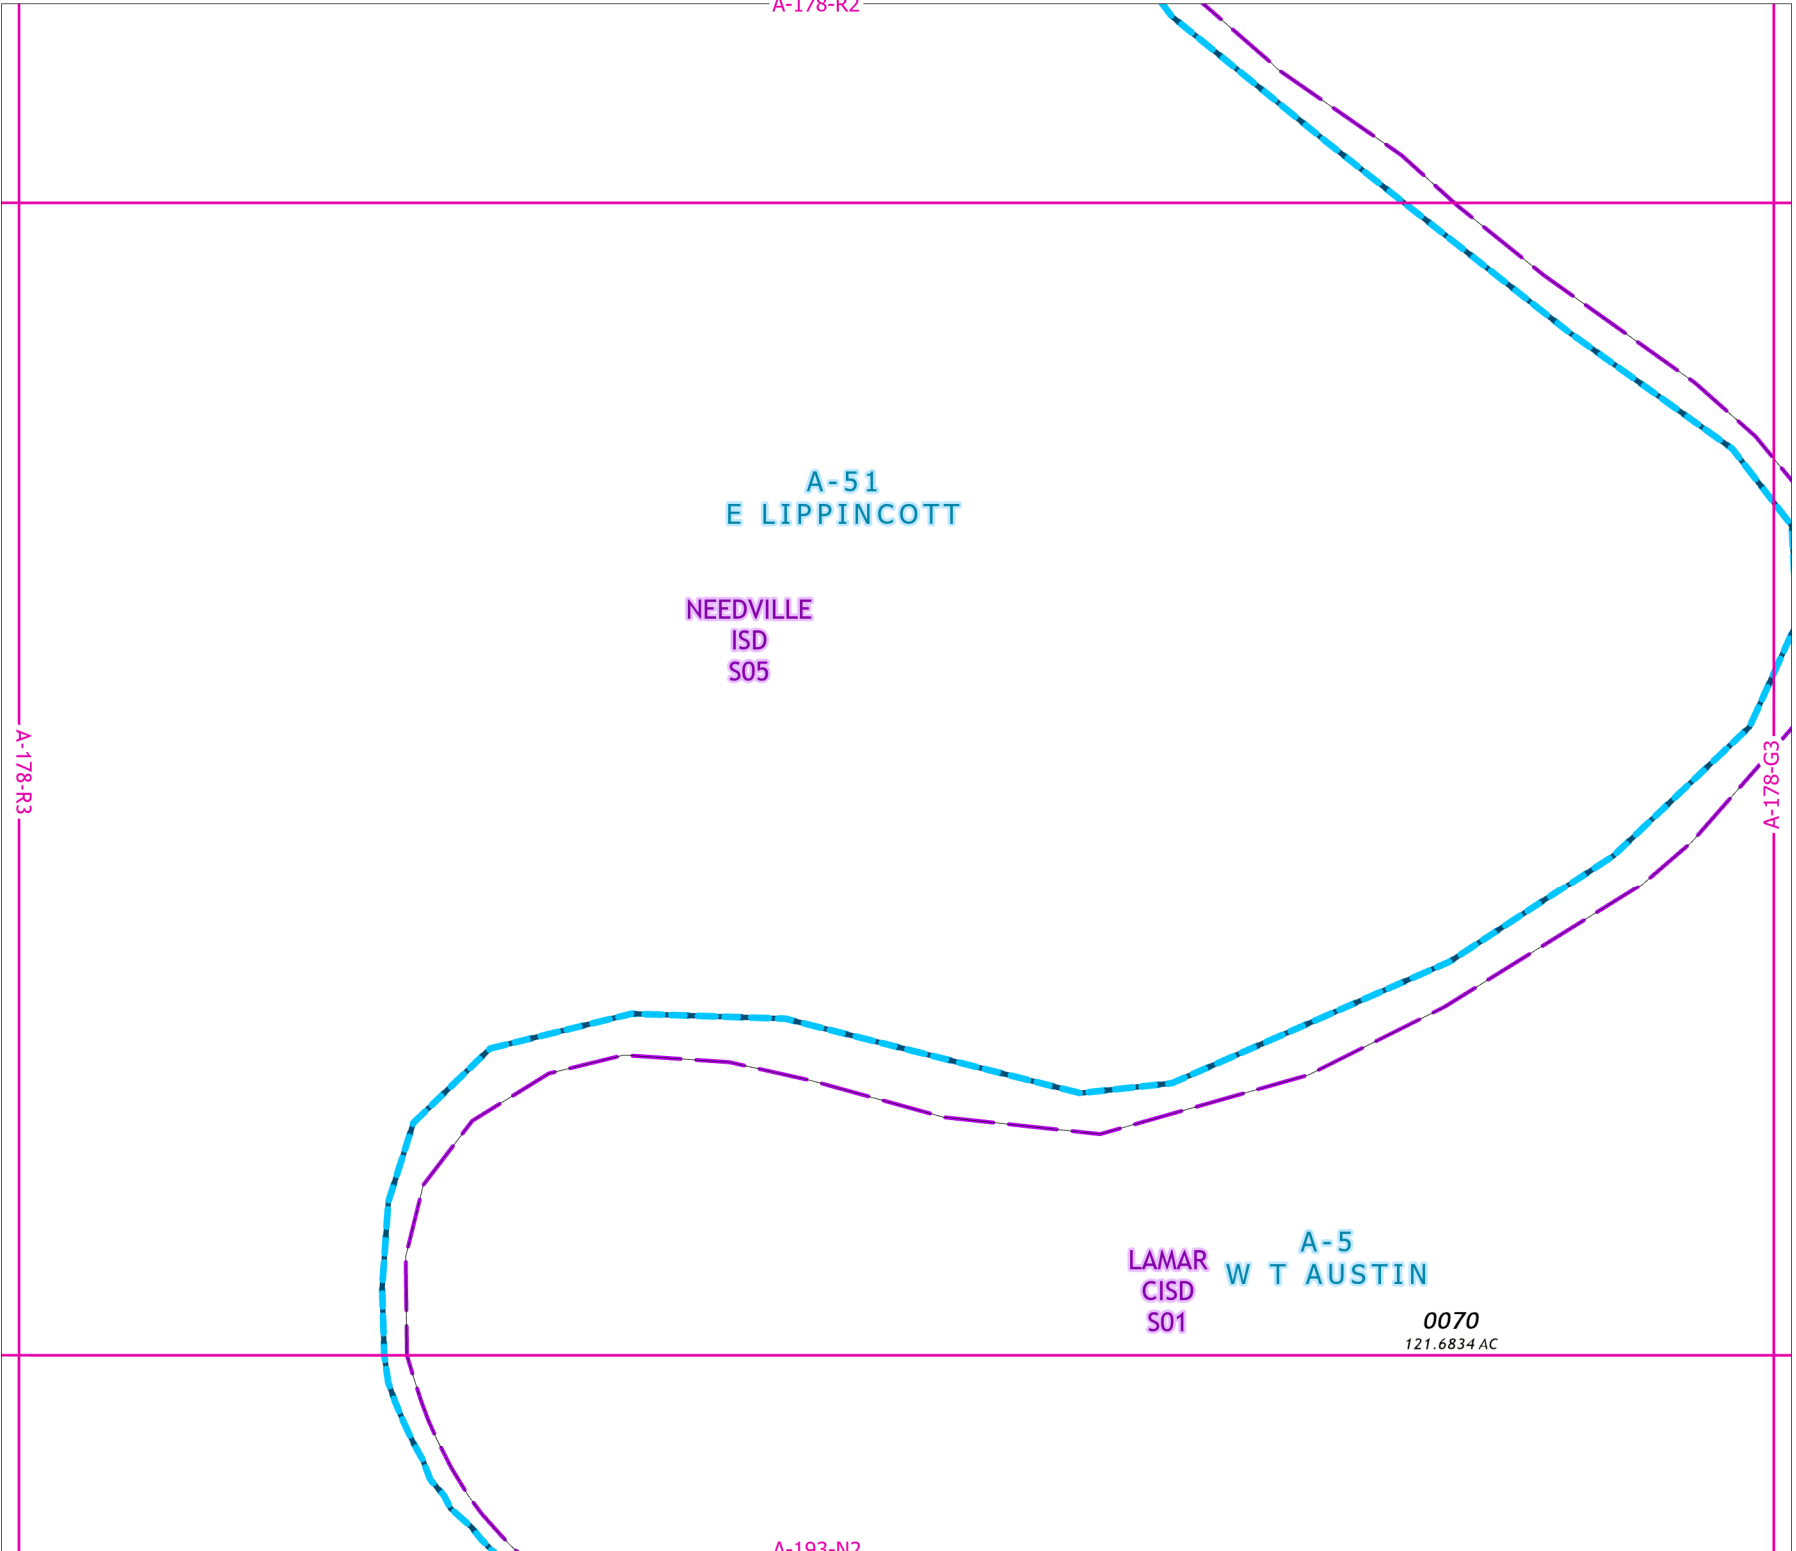 A-178-R2
A-51
E LIPPINCOTT
NEEDVILLE
ISD
S05
A-178-R3
A-178-G3
A-5
W T AUSTIN
LAMAR
CISD
S01
0070
121.6834 AC
A-193-N2